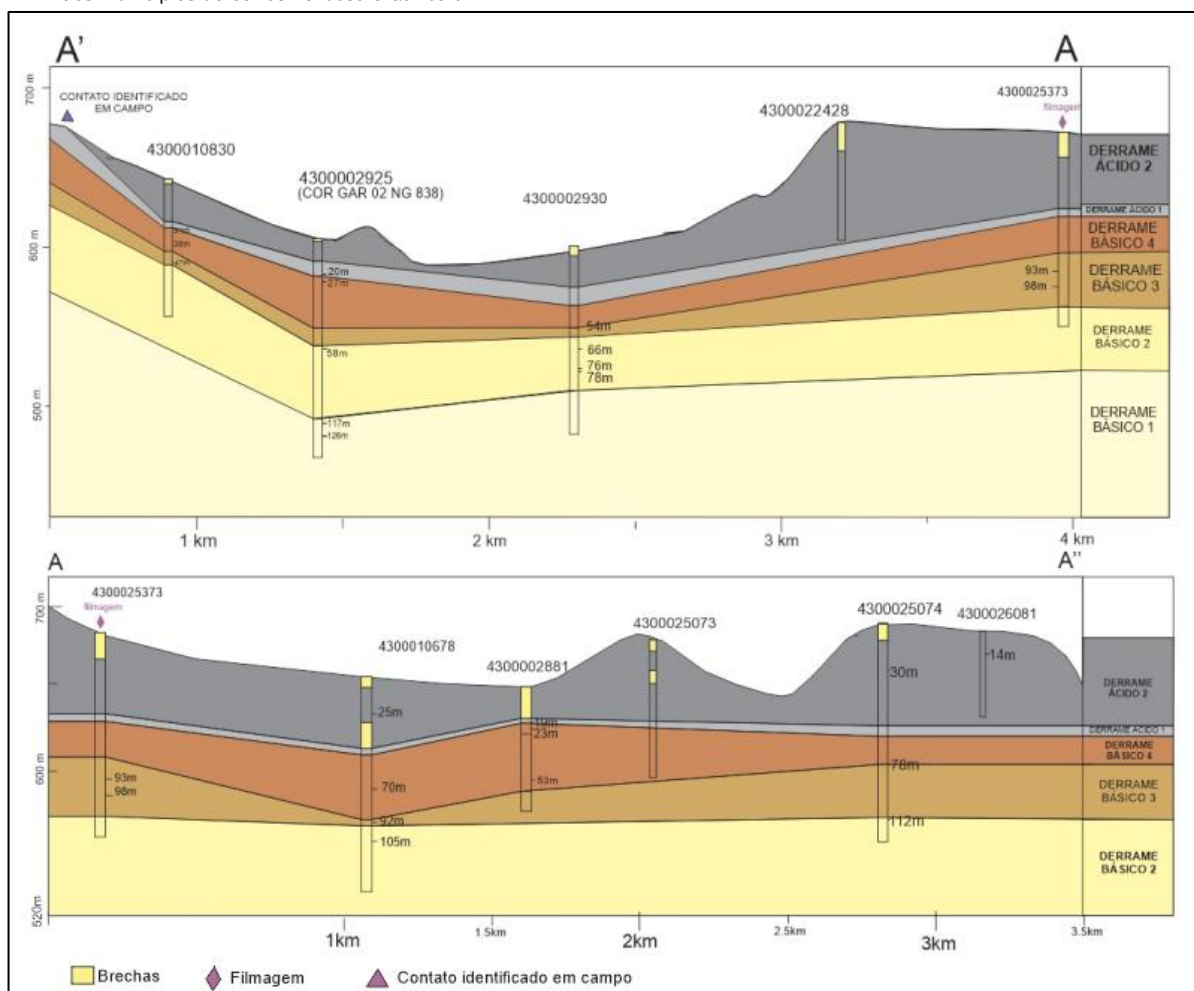 A'
A
700 m
CONTATO IDENTIFICADO
EM CAMPO
4300010830
4300002925
(COR GAR 02 NG 838)
4300002930
4300022428
4300025373
filmagem
DERRAME
ÁCIDO 2
DERRAME ÁCIDO 1
DERRAME
BÁSICO 4
DERRAME
BÁSICO 3
DERRAME
BÁSICO 2
DERRAME
BÁSICO 1
600 m
500 m
38m
47m
20m
27m
58m
117m
126m
54m
66m
76m
78m
93m
98m
1 km
2 km
3 km
4 km
A
A"
700 m
4300025373
filmagem
4300010678
4300002881
4300025073
4300025074
4300026081
25m
19m
23m
53m
30m
14m
70m
78m
93m
98m
92m
105m
112m
DERRAME
ÁCIDO 2
DERRAME ÁCIDO 1
DERRAME
BÁSICO 4
DERRAME
BÁSICO 3
DERRAME
BÁSICO 2
600 m
520m
1km
1.5km
2km
2.5km
3km
3.5km
Brechas
Filmagem
Contato identificado em campo